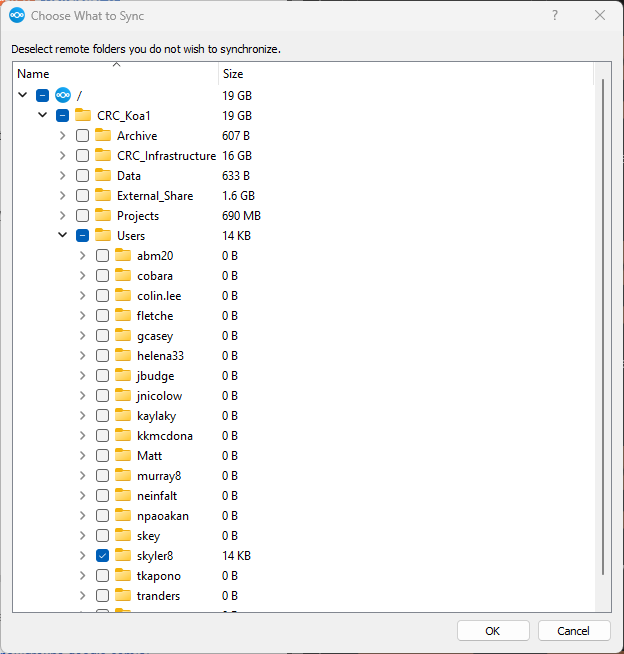 Choose What to Sync
Deselect remote folders you do not wish to synchronize.
Name Size
/ 19 GB
CRC_Koa1 19 GB
Archive 607 B
CRC_Infrastructure 16 GB
Data 633 B
External_Share 1.6 GB
Projects 690 MB
Users 14 KB
abm20 0 B
cobara 0 B
colin.lee 0 B
fletche 0 B
gcasey 0 B
helena33 0 B
jbudge 0 B
jnicolow 0 B
kaylaky 0 B
kkmcdona 0 B
Matt 0 B
murray8 0 B
neinfalt 0 B
npaoakan 0 B
skey 0 B
skyler8 14 KB
tkapono 0 B
tranders 0 B
OK Cancel